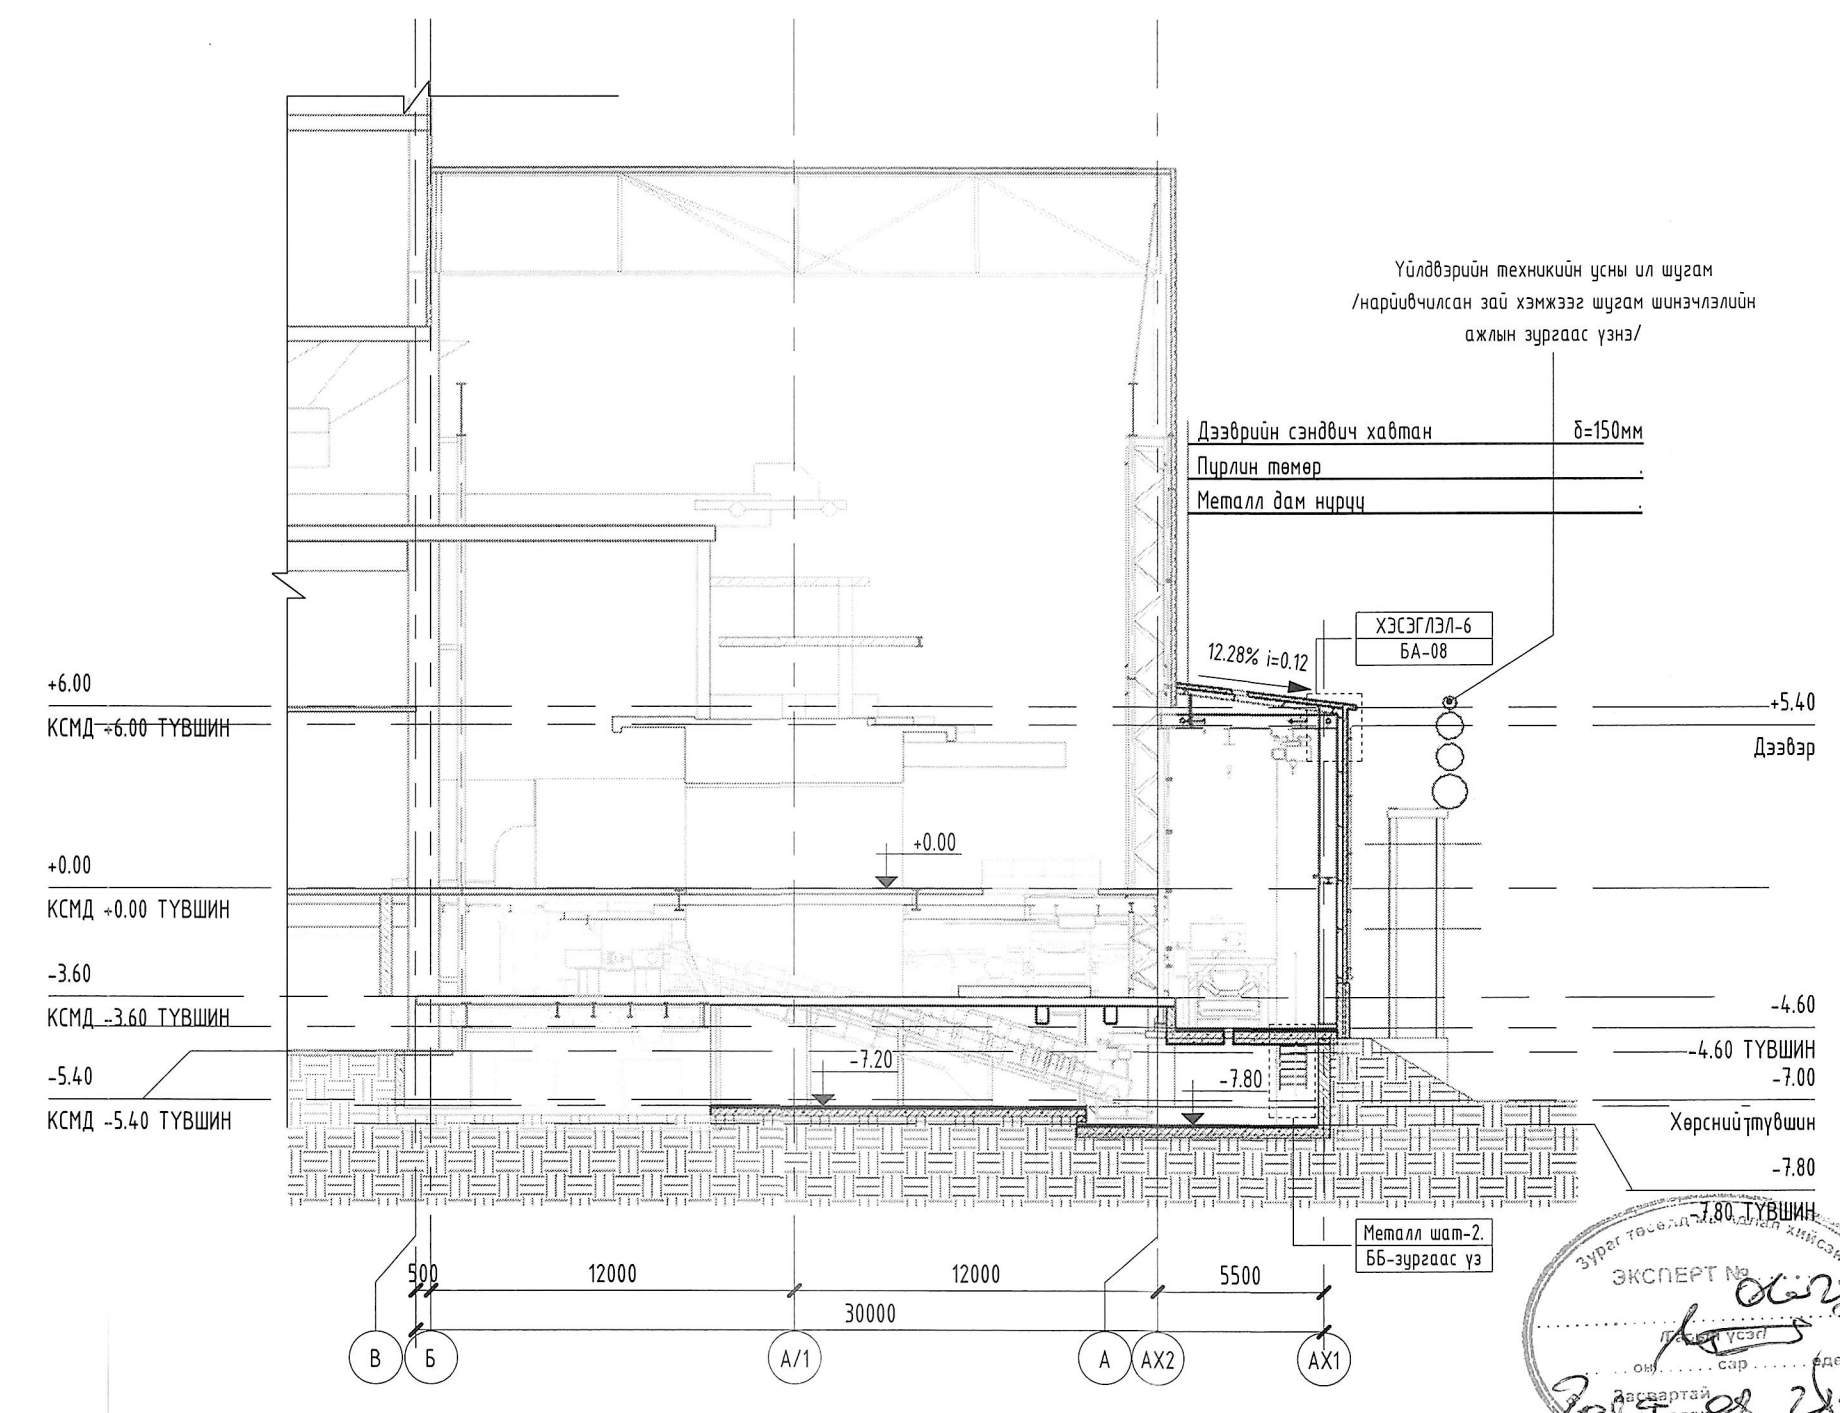 Үйлдвэрийн техникийн усны ил шугам
/нарийвчилсан зай хэмжээг шугам шинэчлэлийн
ажлын зургаас үзнэ/
Дээврийн сэндвич хавтан δ=150мм
Пурлин төмөр
Металл дам нуруу
ХЭСЭГЛЭЛ-6
БА-08
12.28% i=0.12
+6.00
КСМД +6.00 ТҮВШИН
+5.40
Дээвэр
+0.00
+0.00
КСМД +0.00 ТҮВШИН
-3.60
КСМД -3.60 ТҮВШИН
-4.60
-4.60 ТҮВШИН
-5.40
КСМД -5.40 ТҮВШИН
-7.20
-7.80
-7.00
Хөрсний түвшин
-7.80
-7.80 ТҮВШИН
Металл шат-2.
ББ-зургаас үз
500
12000
12000
5500
30000
В
Б
А/1
А
АХ2
АХ1
Зураг төсөлд
ЭКСПЕРТ №
он
сар